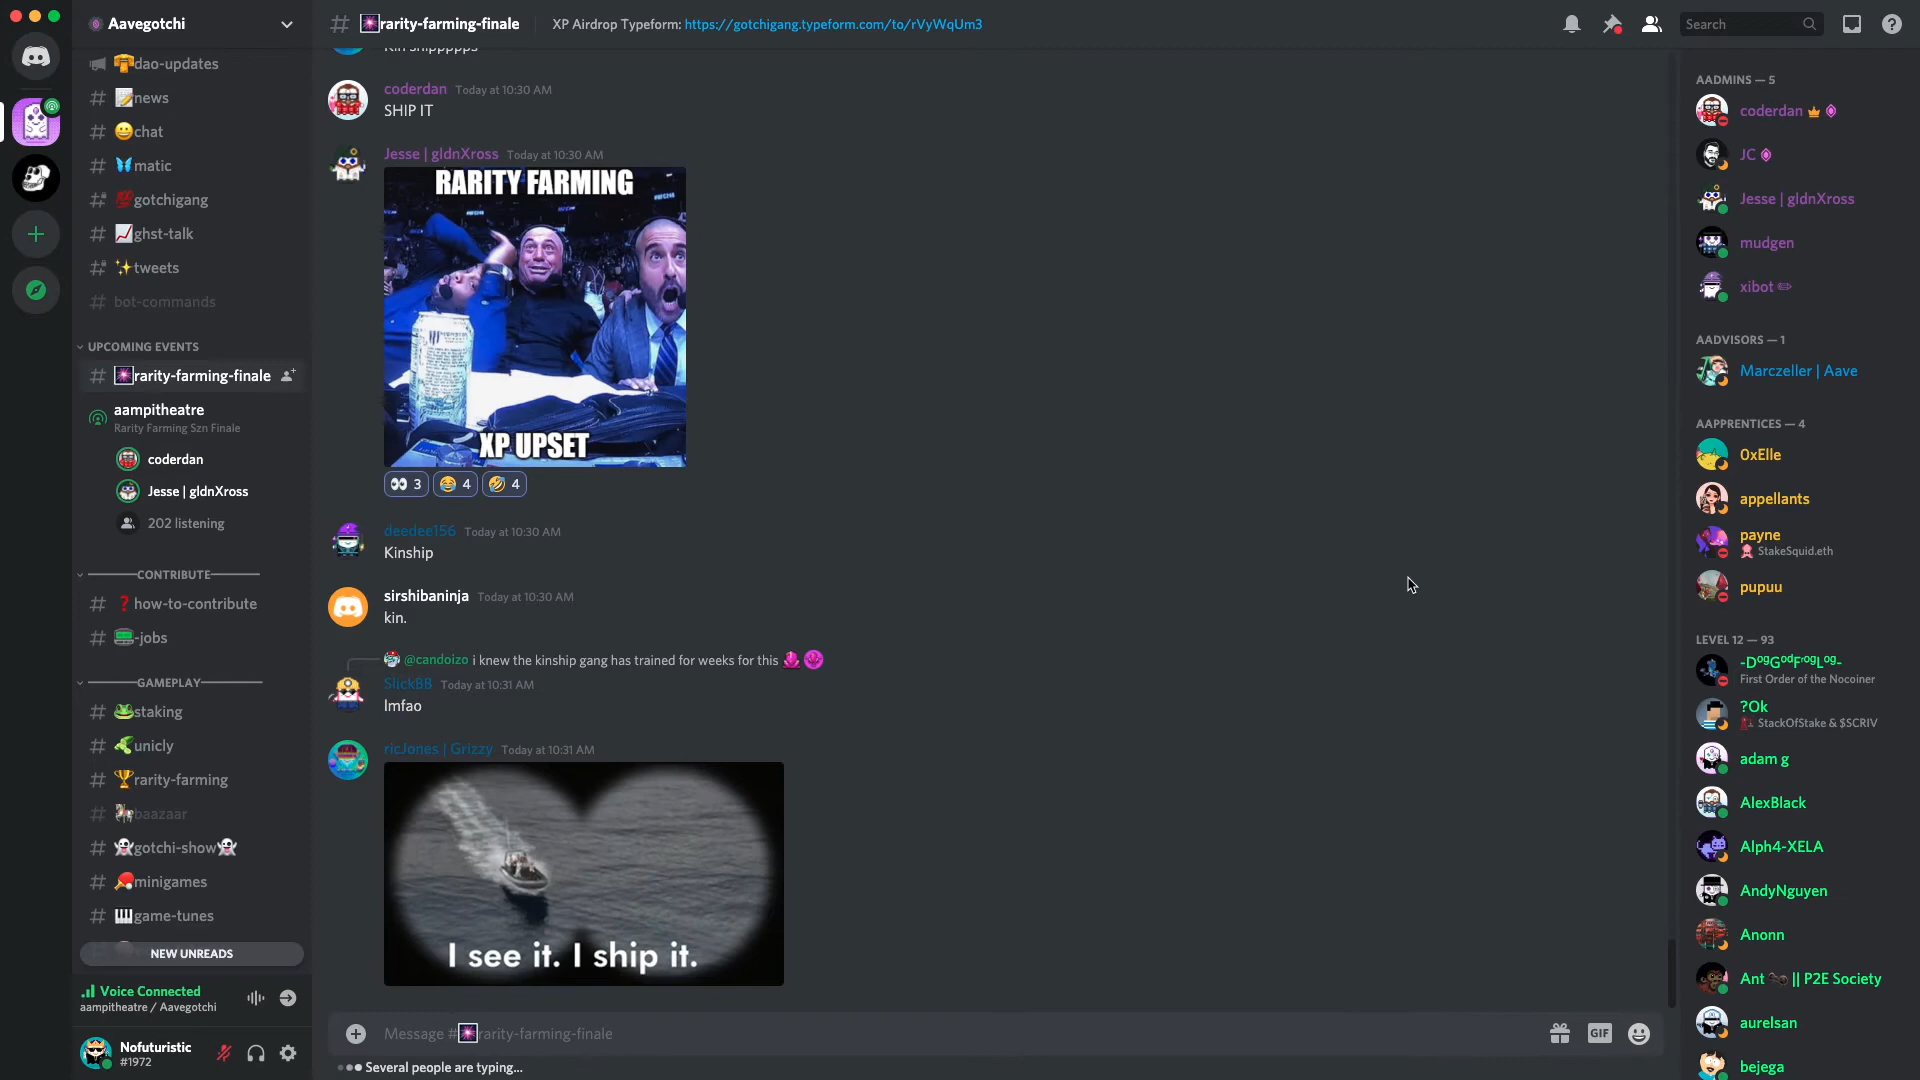 Aavegotchi
dao-updates
news
chat
matic
gotchigang
ghst-talk
tweets
bot-commands
UPCOMING EVENTS
rarity-farming-finale
aampitheatre
Rarity Farming Szn Finale
coderdan
Jesse | gldnXross
202 listening
CONTRIBUTE
how-to-contribute
-jobs
GAMEPLAY
staking
unicly
rarity-farming
baazaar
gotchi-show
minigames
game-tunes
NEW UNREADS
Voice Connected
aampitheatre / Aavegotchi
Nofuturistic
#1972
rarity-farming-finale
XP Airdrop Typeform: https://gotchigang.typeform.com/to/rVyWqUm3
Search
Kin shippppps
coderdan Today at 10:30 AM
SHIP IT
Jesse | gldnXross Today at 10:30 AM
RARITY FARMING
XP UPSET
3 4 4
deedee156 Today at 10:30 AM
Kinship
sirshibaninja Today at 10:30 AM
kin.
@candoizo i knew the kinship gang has trained for weeks for this
SlickBB Today at 10:31 AM
lmfao
ricJones | Grizzy Today at 10:31 AM
I see it. I ship it.
Message #rarity-farming-finale
GIF
Several people are typing...
AADMINS — 5
coderdan
JC
Jesse | gldnXross
mudgen
xibot
AADVISORS — 1
Marczeller | Aave
AAPPRENTICES — 4
0xElle
appellants
payne
StakeSquid.eth
pupuu
LEVEL 12 — 93
-DᵒᵍGᵒᵈFʳᵒᵍLᵒᵍ-
First Order of the Nocoiner
?Ok
StackOfStake & $SCRIV
adam g
AlexBlack
Alph4-XELA
AndyNguyen
Anonn
Ant || P2E Society
aurelsan
bejega